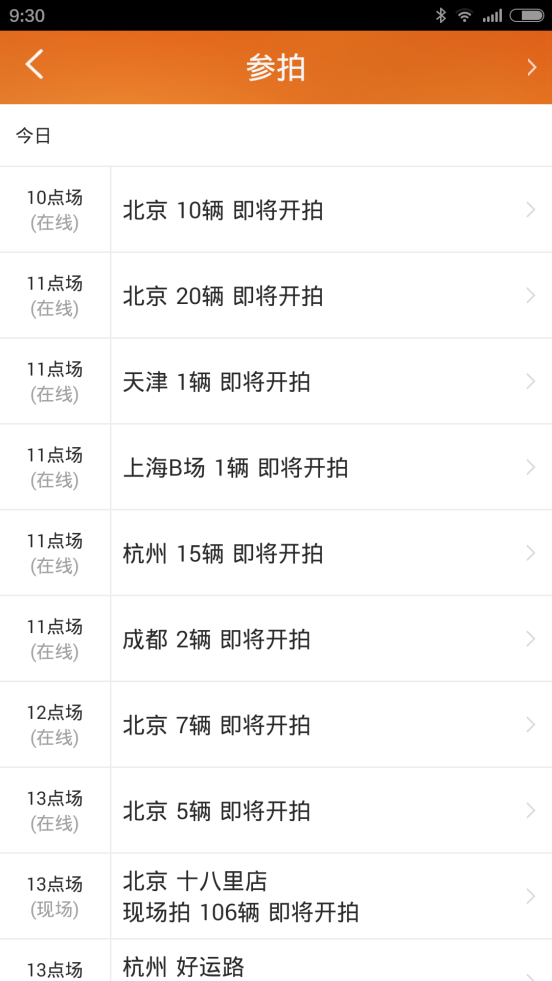 9:30
参拍
今日
10点场
(在线)
北京 10辆 即将开拍
11点场
(在线)
北京 20辆 即将开拍
11点场
(在线)
天津 1辆 即将开拍
11点场
(在线)
上海B场 1辆 即将开拍
11点场
(在线)
杭州 15辆 即将开拍
11点场
(在线)
成都 2辆 即将开拍
12点场
(在线)
北京 7辆 即将开拍
13点场
(在线)
北京 5辆 即将开拍
13点场
(现场)
北京 十八里店
现场拍 106辆 即将开拍
13点场
杭州 好运路